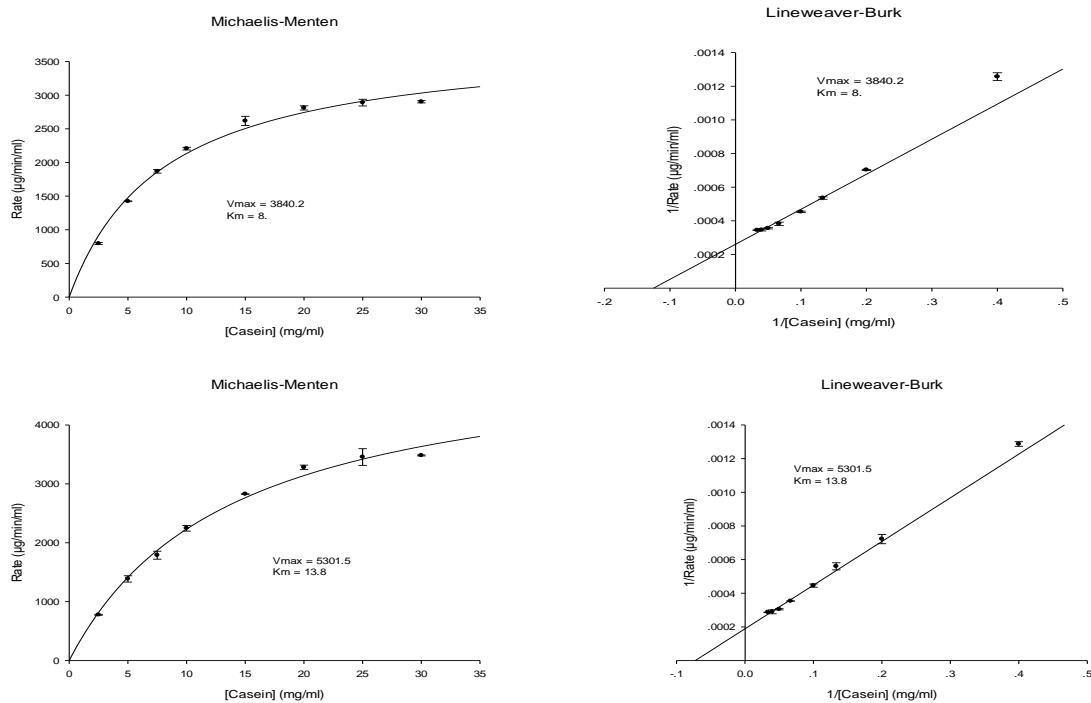 Michaelis-Menten
Rate (µg/min/ml)
3500
3000
2500
2000
1500
1000
500
0
Vmax = 3840.2
Km = 8.
0 5 10 15 20 25 30 35
[Casein] (mg/ml)
Lineweaver-Burk
1/Rate (µg/min/ml)
.0014
.0012
.0010
.0008
.0006
.0004
.0002
Vmax = 3840.2
Km = 8.
-.2 -.1 0.0 .1 .2 .3 .4 .5
1/[Casein] (mg/ml)
Michaelis-Menten
Rate (µg/min/ml)
4000
3000
2000
1000
0
Vmax = 5301.5
Km = 13.8
0 5 10 15 20 25 30 35
[Casein] (mg/ml)
Lineweaver-Burk
1/Rate (µg/min/ml)
.0014
.0012
.0010
.0008
.0006
.0004
.0002
Vmax = 5301.5
Km = 13.8
-.1 0.0 .1 .2 .3 .4 .5
1/[Casein] (mg/ml)